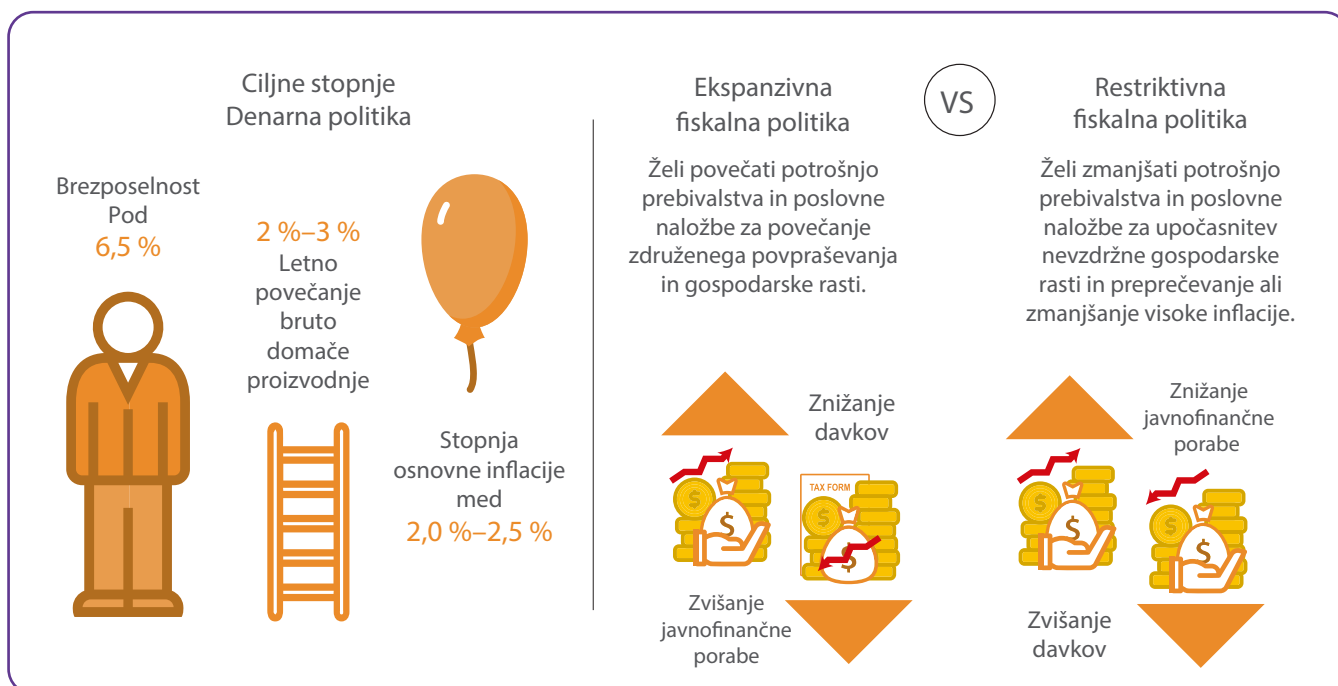 Ciljne stopnje
Denarna politika
Brezposelnost
Pod
6,5 %
2 %–3 %
Letno
povečanje
bruto
domače
proizvodnje
Stopnja
osnovne inflacije
med
2,0 %–2,5 %
Ekspanzivna
fiskalna politika
Želi povečati potrošnjo
prebivalstva in poslovne
naložbe za povečanje
združenega povpraševanja
in gospodarske rasti.
Zvišanje
javnofinančne
porabe
Znižanje
davkov
TAX FORM
$
$
$
$
VS
Restriktivna
fiskalna politika
Želi zmanjšati potrošnjo
prebivalstva in poslovne
naložbe za upočasnitev
nevzdržne gospodarske
rasti in preprečevanje ali
zmanjšanje visoke inflacije.
Zvišanje
davkov
Znižanje
javnofinančne
porabe
$
$
$
$